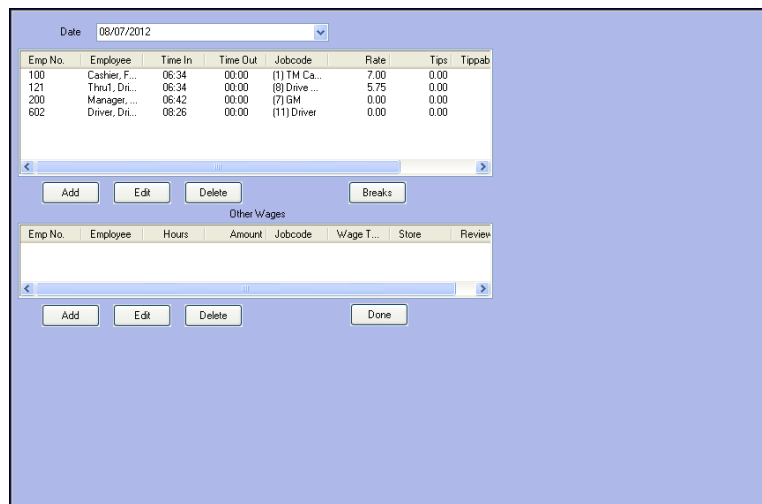 Date 08/07/2012
Emp No. Employee Time In Time Out Jobcode Rate Tips Tippab
100 Cashier, F... 06:34 00:00 (1) TM Ca... 7.00 0.00
121 Thru1, Dri... 06:34 00:00 (8) Drive ... 5.75 0.00
200 Manager, ... 06:42 00:00 (7) GM 0.00 0.00
602 Driver, Dri... 08:26 00:00 (11) Driver 0.00 0.00
Add Edit Delete Breaks
Other Wages
Emp No. Employee Hours Amount Jobcode Wage T... Store Review
Add Edit Delete Done